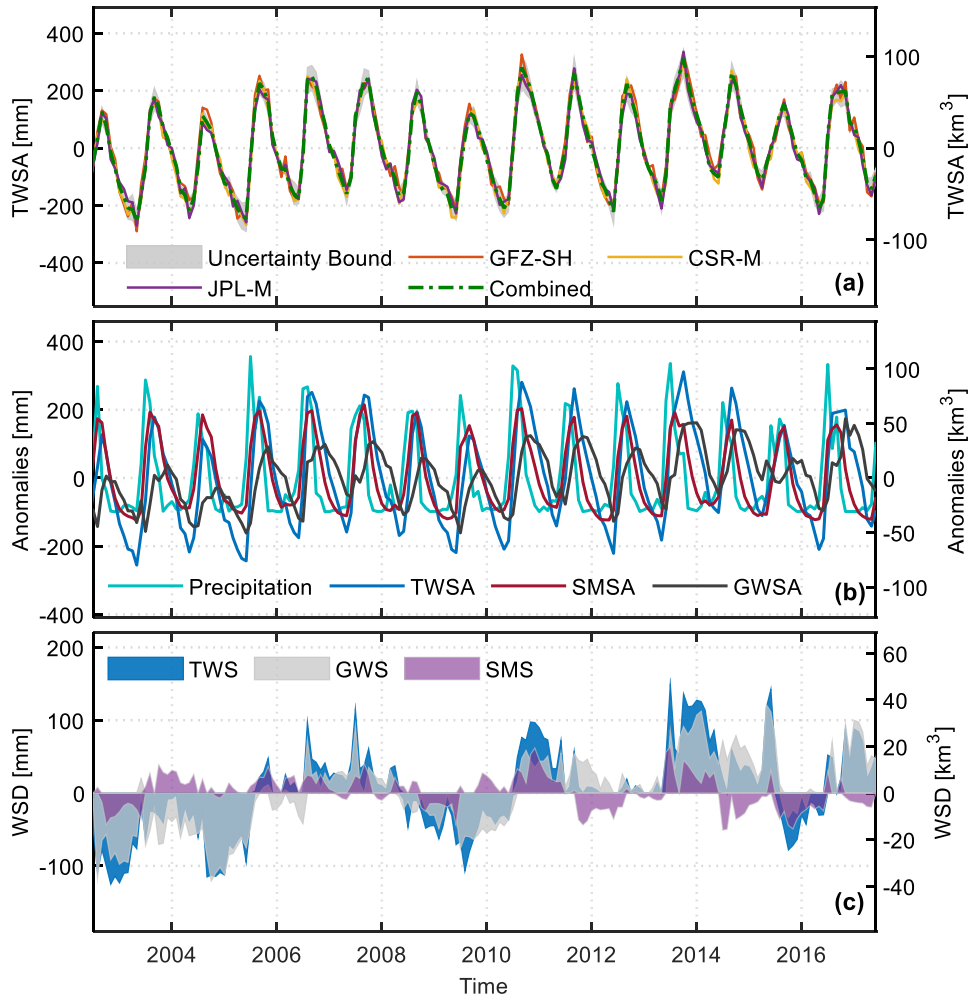 400
200
0
-200
-400
TWSA [mm]
100
0
-100
TWSA [km³]
Uncertainty Bound GFZ-SH CSR-M
JPL-M Combined
(a)
400
200
0
-200
-400
Anomalies [mm]
100
50
0
-50
-100
Anomalies [km³]
Precipitation TWSA SMSA GWSA
(b)
200
100
0
-100
WSD [mm]
60
40
20
0
-20
-40
WSD [km³]
TWS GWS SMS
(c)
2004 2006 2008 2010 2012 2014 2016
Time